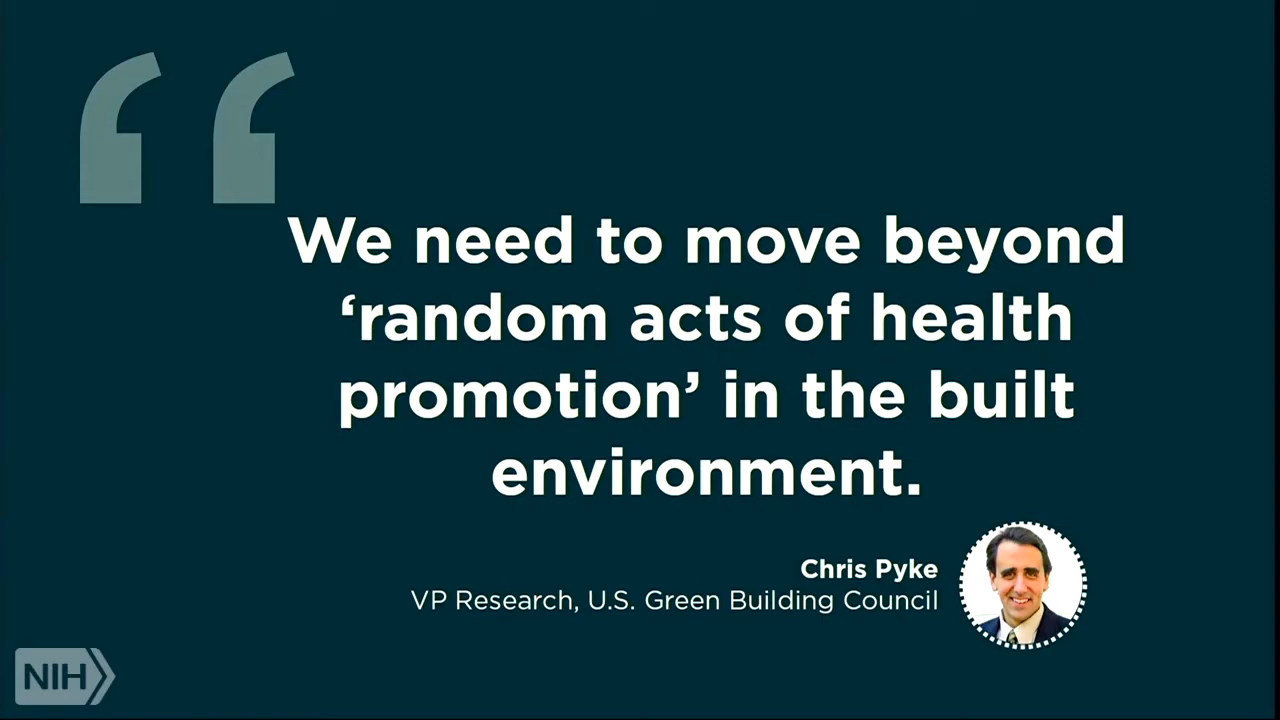 “
We need to move beyond
‘random acts of health
promotion’ in the built
environment.
Chris Pyke
VP Research, U.S. Green Building Council
NIH